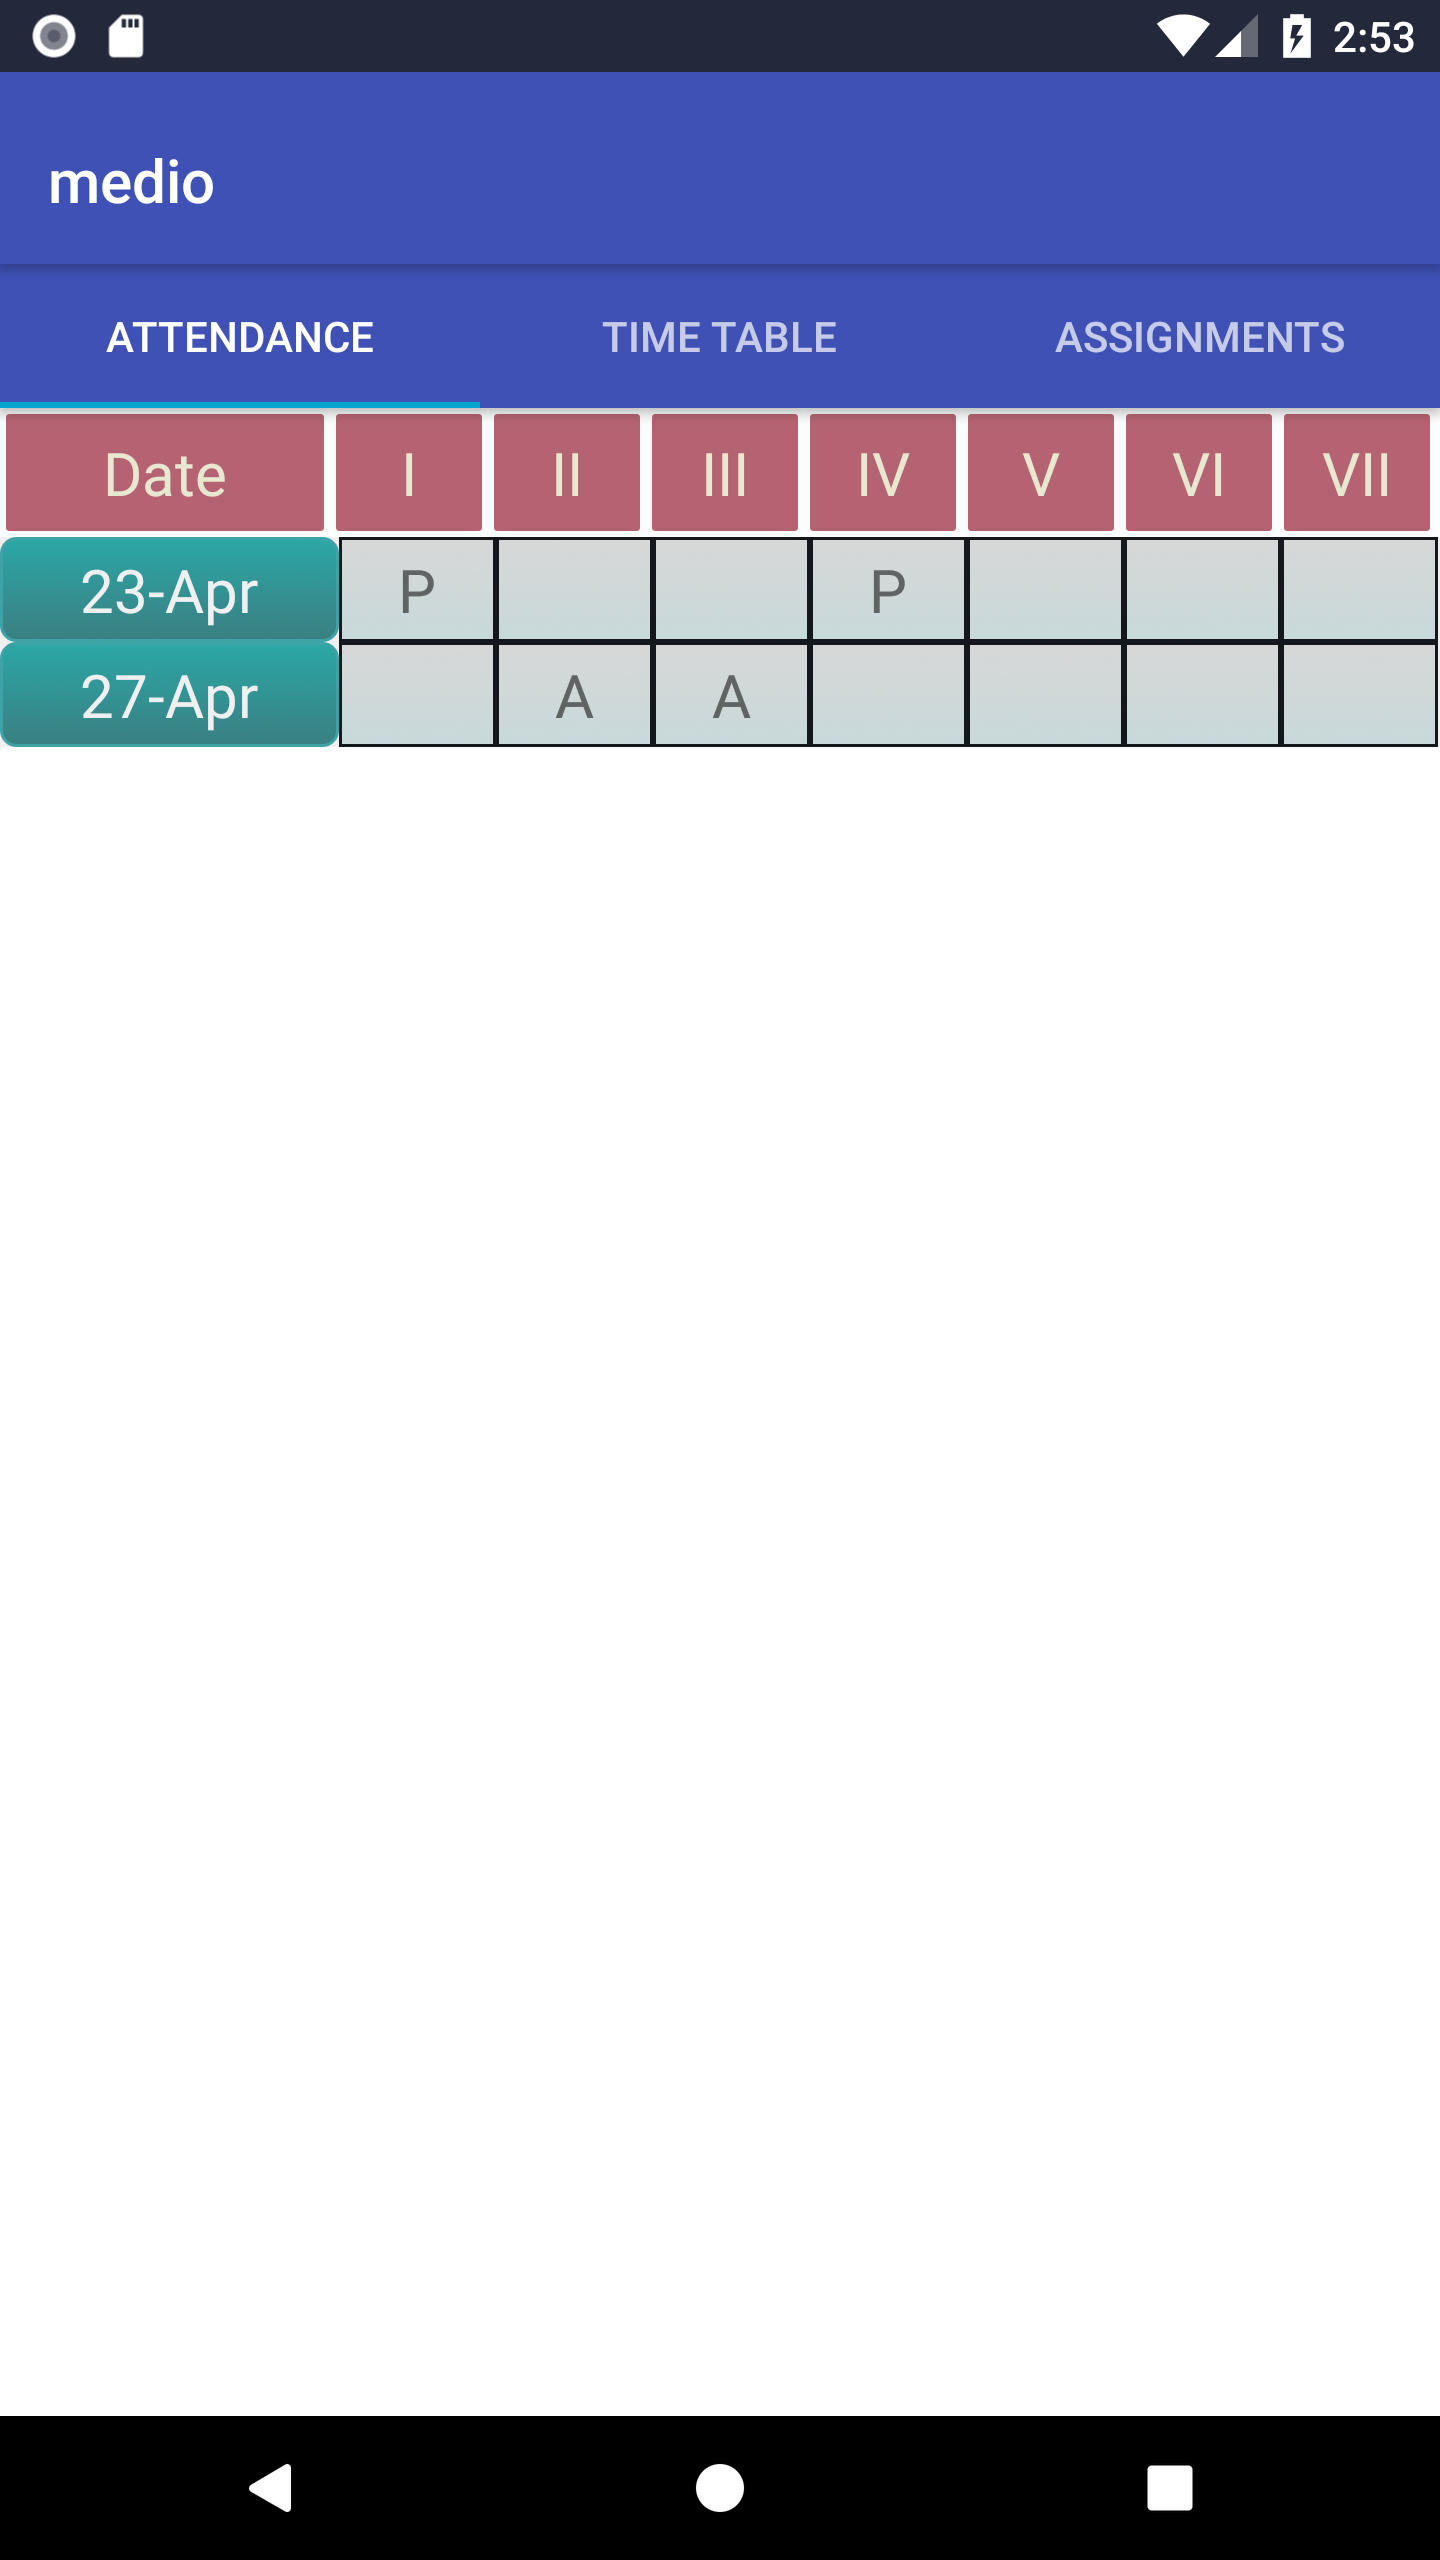 2:53
medio
ATTENDANCE TIME TABLE ASSIGNMENTS
Date I II III IV V VI VII
23-Apr P P
27-Apr A A